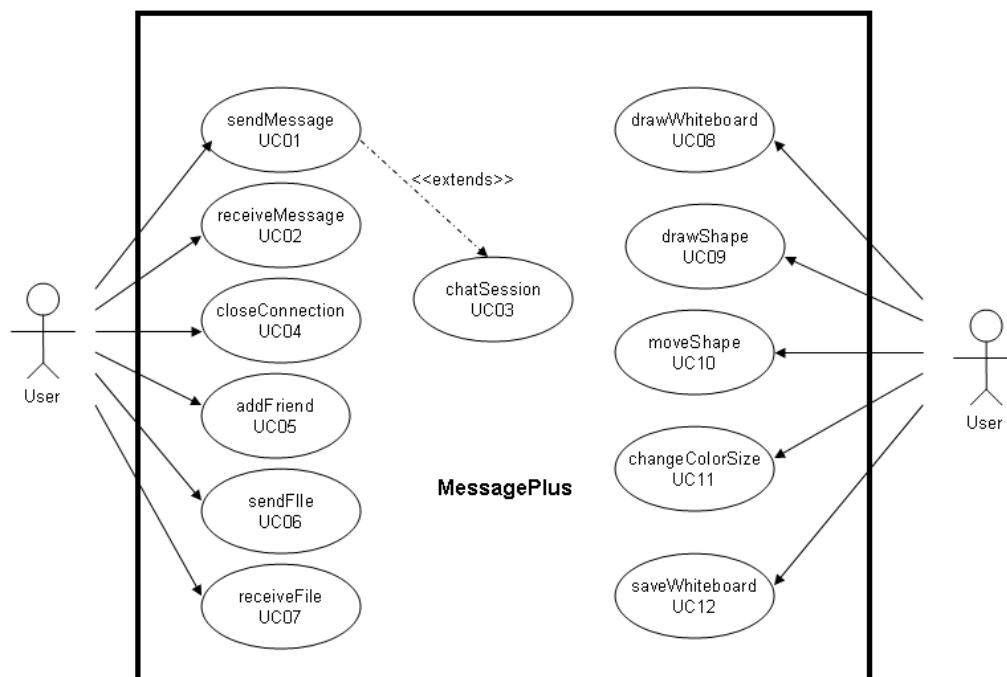 sendMessage
UC01
<<extends>>
receiveMessage
UC02
chatSession
UC03
closeConnection
UC04
User
addFriend
UC05
sendFIle
UC06
receiveFile
UC07
MessagePlus
drawWhiteboard
UC08
drawShape
UC09
moveShape
UC10
User
changeColorSize
UC11
saveWhiteboard
UC12